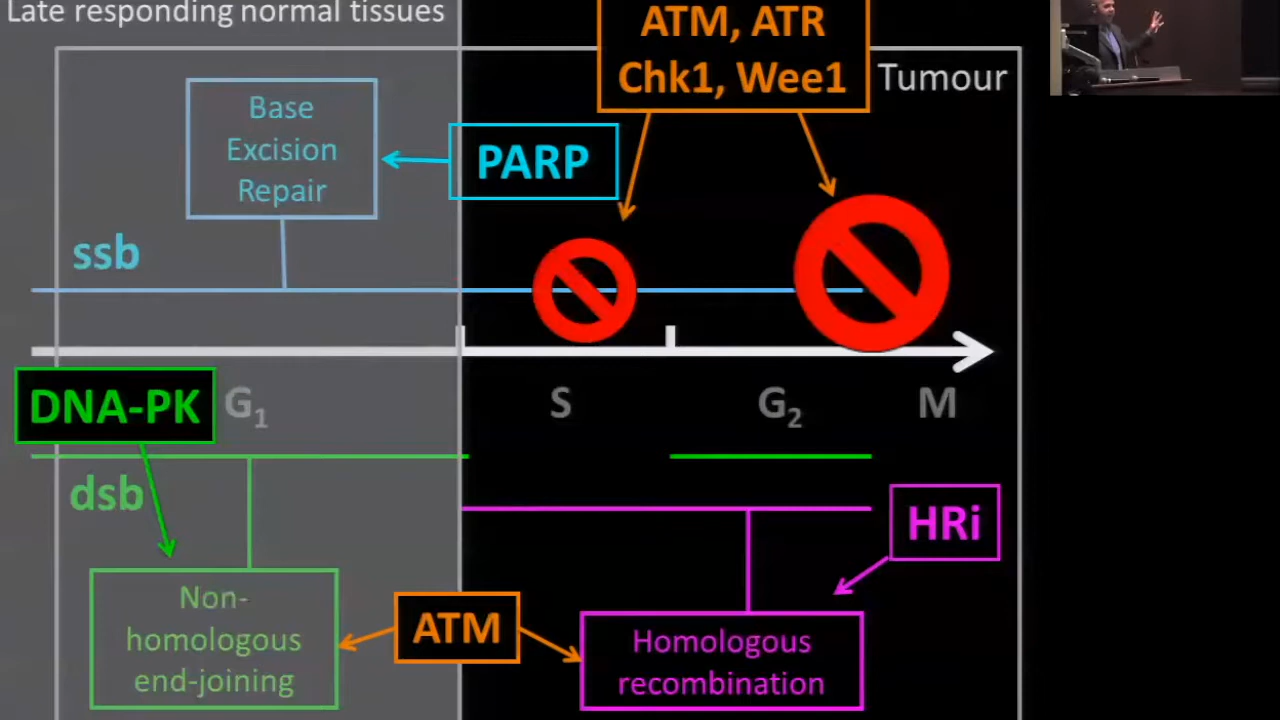 Late responding normal tissues
ATM, ATR
Chk1, Wee1
Tumour
Base
Excision
Repair
PARP
ssb
DNA-PK
G₁
S
G₂
M
dsb
HRi
Non-
homologous
end-joining
ATM
Homologous
recombination